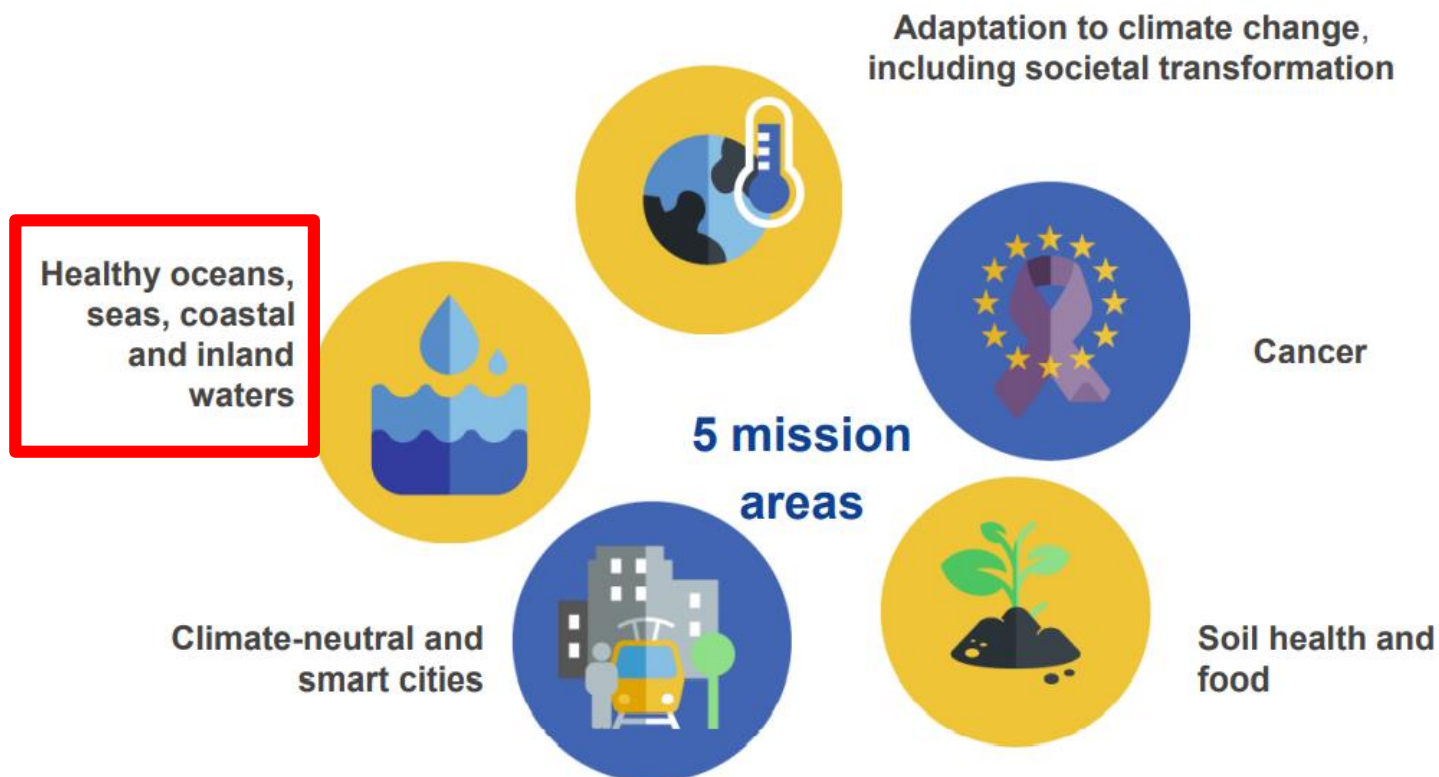 Adaptation to climate change,
including societal transformation
Healthy oceans,
seas, coastal
and inland
waters
Cancer
5 mission
areas
Climate-neutral and
smart cities
Soil health and
food